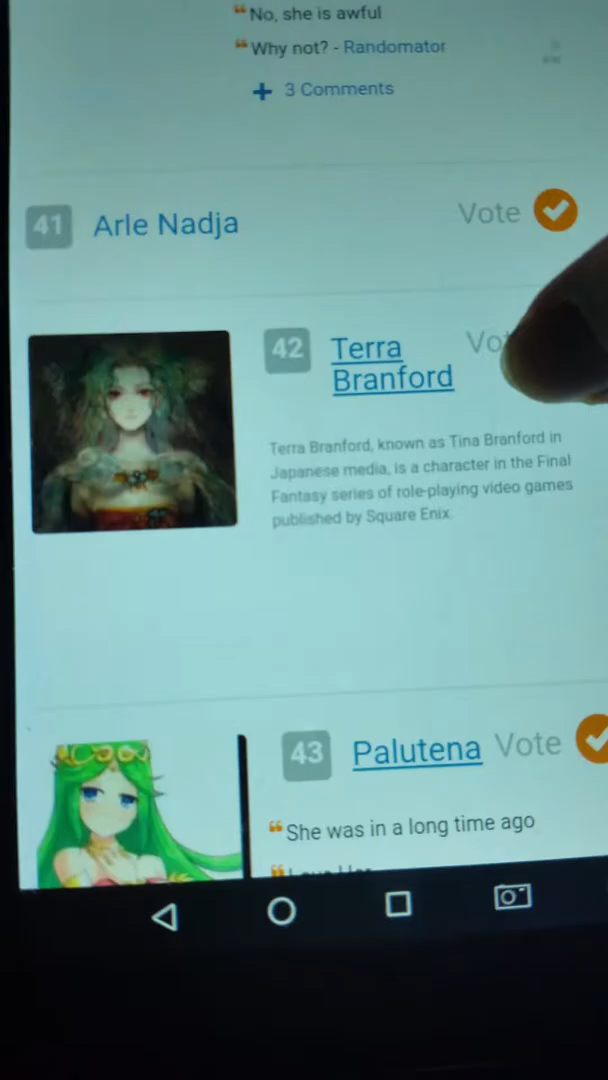 ❝ No, she is awful
❝ Why not? - Randomator
+ 3 Comments
41 Arle Nadja Vote
42 Terra Branford
Terra Branford, known as Tina Branford in
Japanese media, is a character in the Final
Fantasy series of role-playing video games
published by Square Enix.
43 Palutena Vote
❝ She was in a long time ago